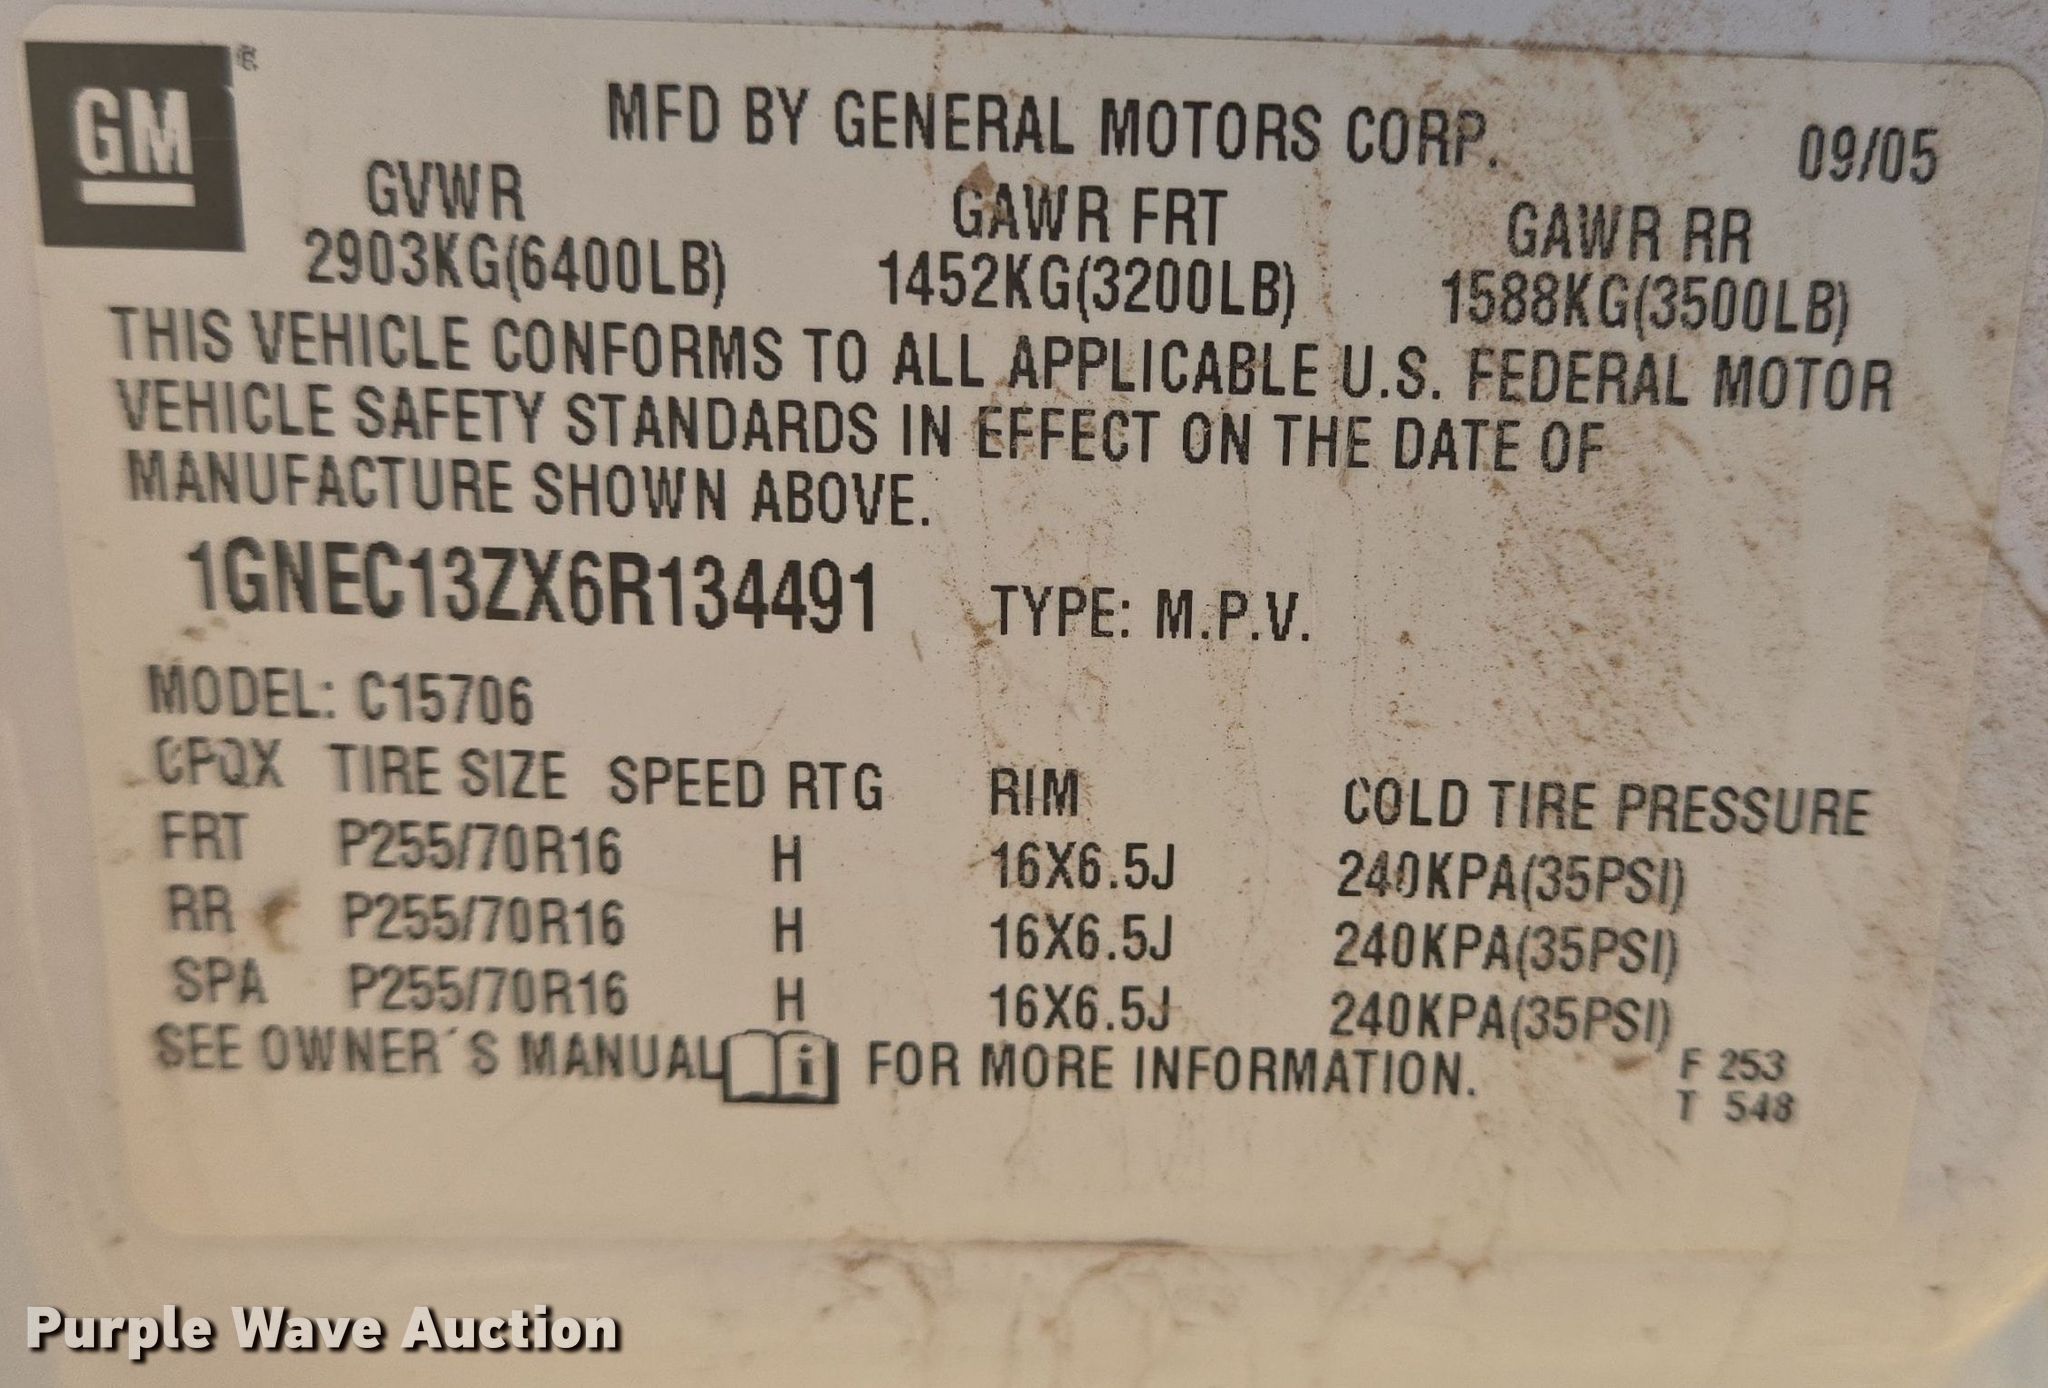 GM®
MFD BY GENERAL MOTORS CORP. 09/05
GVWR GAWR FRT GAWR RR
2903KG(6400LB) 1452KG(3200LB) 1588KG(3500LB)
THIS VEHICLE CONFORMS TO ALL APPLICABLE U.S. FEDERAL MOTOR
VEHICLE SAFETY STANDARDS IN EFFECT ON THE DATE OF
MANUFACTURE SHOWN ABOVE.
1GNEC13ZX6R134491 TYPE: M.P.V.
MODEL: C15706
CPQX TIRE SIZE SPEED RTG RIM COLD TIRE PRESSURE
FRT P255/70R16 H 16X6.5J 240KPA(35PSI)
RR P255/70R16 H 16X6.5J 240KPA(35PSI)
SPA P255/70R16 H 16X6.5J 240KPA(35PSI)
SEE OWNER´S MANUAL i FOR MORE INFORMATION.
F 253
T 548
Purple Wave Auction